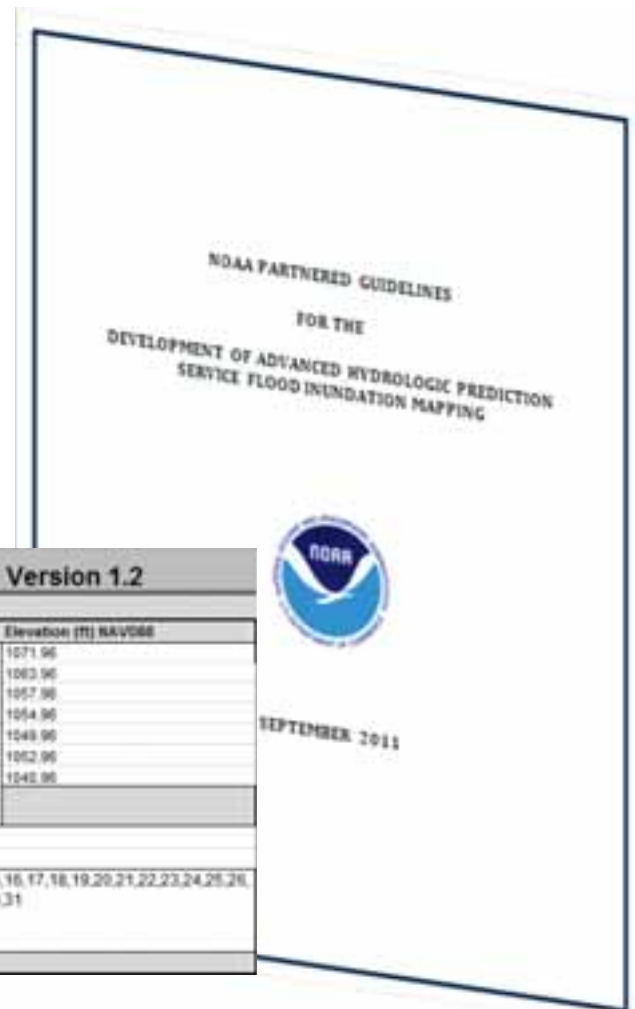 NOAA PARTNERED GUIDELINES
FOR THE
DEVELOPMENT OF ADVANCED HYDROLOGIC PREDICTION
SERVICE FLOOD INUNDATION MAPPING
NOAA
SEPTEMBER 2011
Version 1.2
Elevation (ft) NAVD88
1071.96
1063.96
1057.96
1054.96
1049.96
1052.96
1040.96
,16,17,18,19,20,21,22,23,24,25,26,
,31